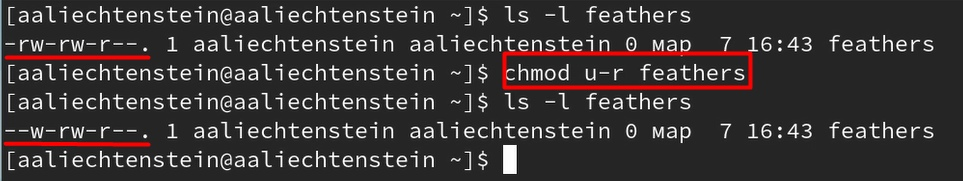 [aaliechtenstein@aaliechtenstein ~]$ ls -l feathers
-rw-rw-r--. 1 aaliechtenstein aaliechtenstein 0 мар  7 16:43 feathers
[aaliechtenstein@aaliechtenstein ~]$ chmod u-r feathers
[aaliechtenstein@aaliechtenstein ~]$ ls -l feathers
--w-rw-r--. 1 aaliechtenstein aaliechtenstein 0 мар  7 16:43 feathers
[aaliechtenstein@aaliechtenstein ~]$